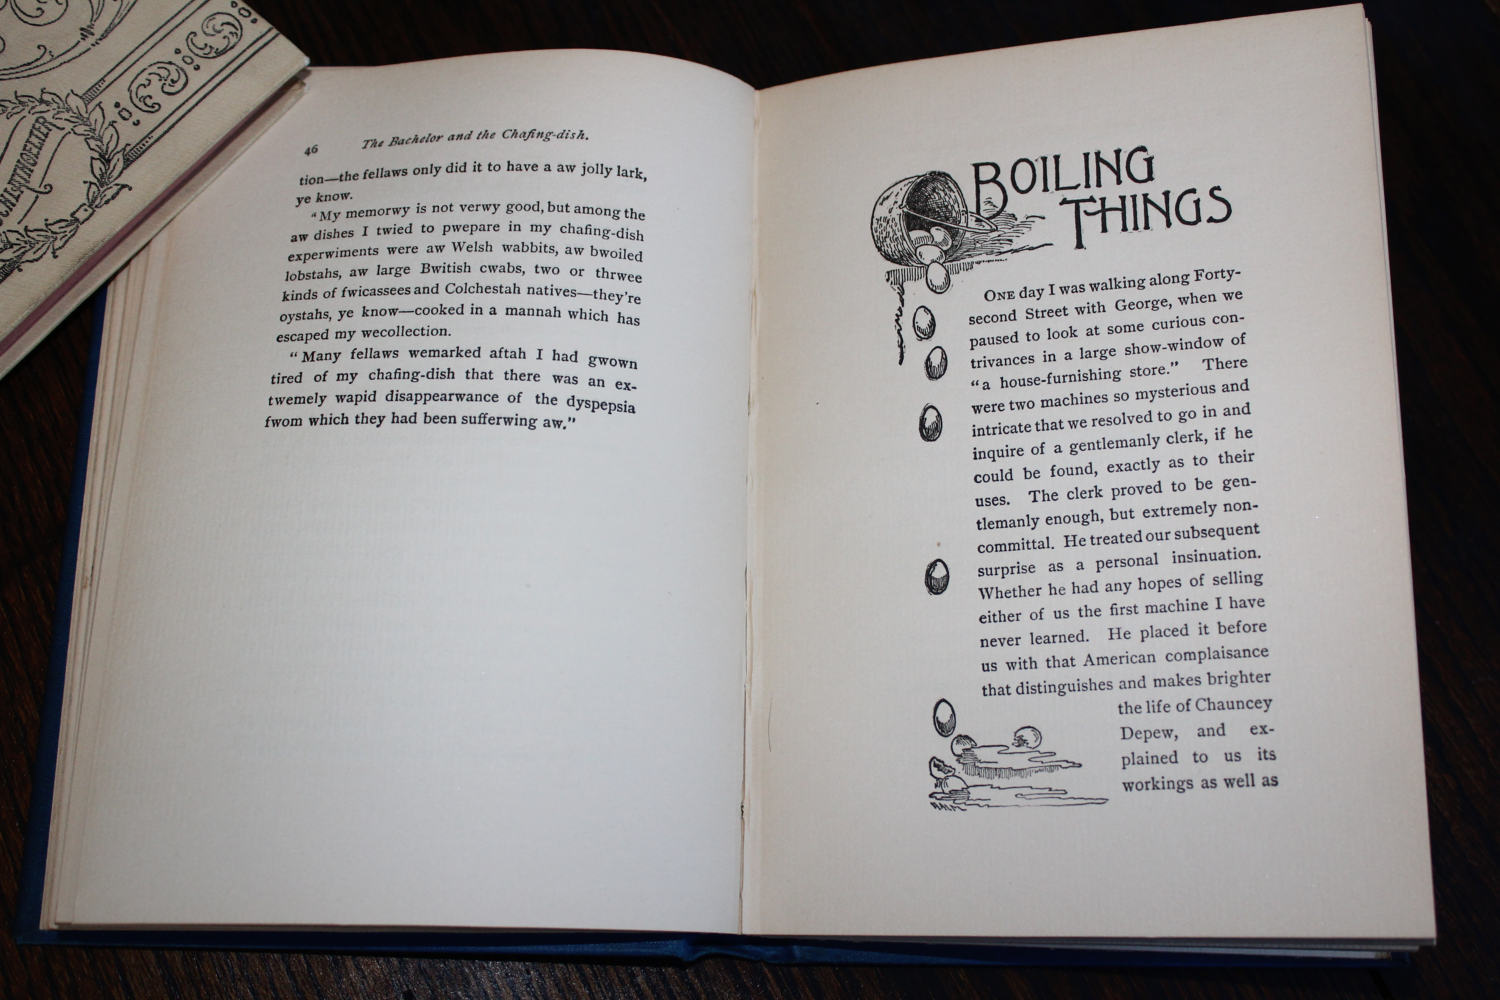 46 The Bachelor and the Chafing-dish.
tion—the fellaws only did it to have a aw jolly lark,
ye know.
"My memorwy is not verwy good, but among the
aw dishes I twied to pwepare in my chafing-dish
experwiments were aw Welsh wabbits, aw bwoiled
lobstahs, aw large Bwitish cwabs, two or thrwee
kinds of fwicassees and Colchestah natives—they're
oystahs, ye know—cooked in a mannah which has
escaped my wecollection.
"Many fellaws wemarked aftah I had gwown
tired of my chafing-dish that there was an ex-
twemely wapid disappearwance of the dyspepsia
fwom which they had been sufferwing aw."
BOILING
THINGS
ONE day I was walking along Forty-
second Street with George, when we
paused to look at some curious con-
trivances in a large show-window of
"a house-furnishing store." There
were two machines so mysterious and
intricate that we resolved to go in and
inquire of a gentlemanly clerk, if he
could be found, exactly as to their
uses. The clerk proved to be gen-
tlemanly enough, but extremely non-
committal. He treated our subsequent
surprise as a personal insinuation.
Whether he had any hopes of selling
either of us the first machine I have
never learned. He placed it before
us with that American complaisance
that distinguishes and makes brighter
the life of Chauncey
Depew, and ex-
plained to us its
workings as well as